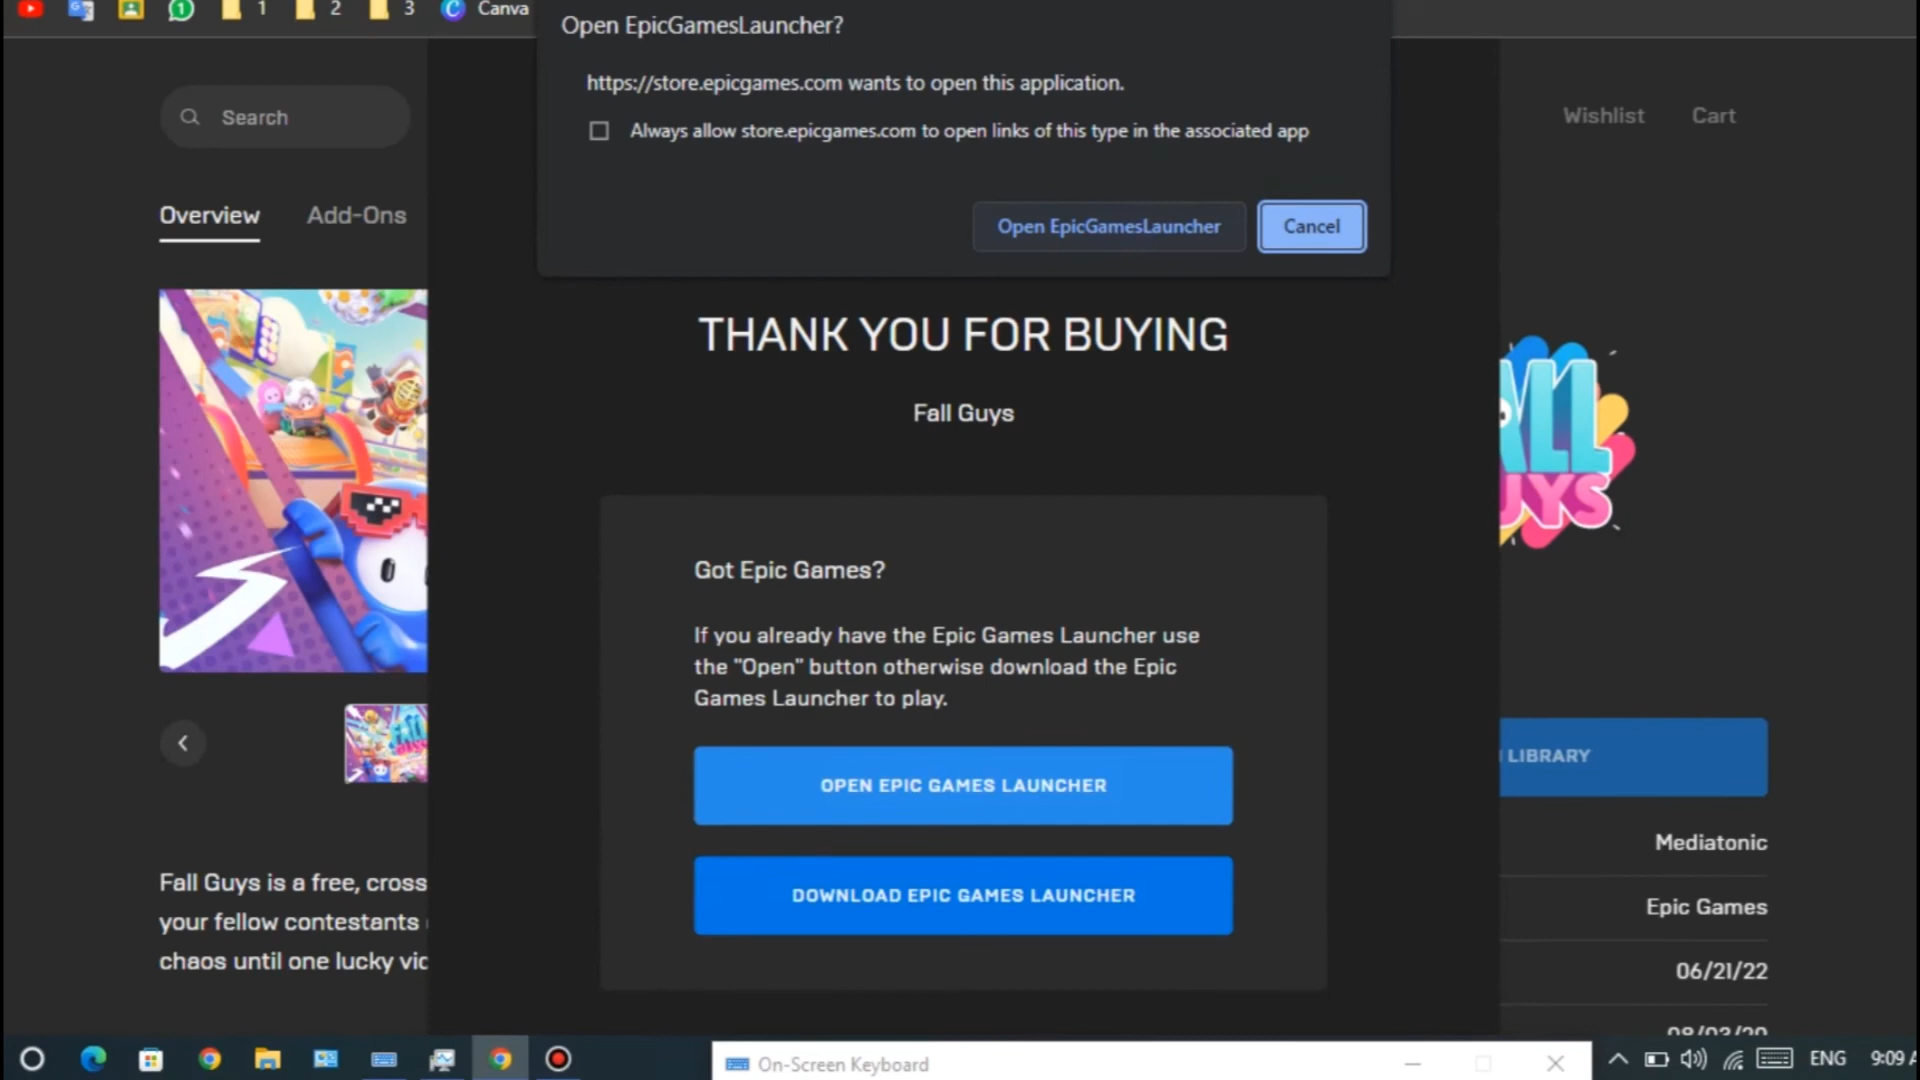 1
2
3
Canva
Open EpicGamesLauncher?
https://store.epicgames.com wants to open this application.
Always allow store.epicgames.com to open links of this type in the associated app
Open EpicGamesLauncher
Cancel
Search
Wishlist
Cart
Overview
Add-Ons
THANK YOU FOR BUYING
Fall Guys
ALL
UYS
Got Epic Games?
If you already have the Epic Games Launcher use
the "Open" button otherwise download the Epic
Games Launcher to play.
OPEN EPIC GAMES LAUNCHER
DOWNLOAD EPIC GAMES LAUNCHER
LIBRARY
Mediatonic
Epic Games
06/21/22
Fall Guys is a free, cross
your fellow contestants
chaos until one lucky vic
On-Screen Keyboard
ENG
9:09 A